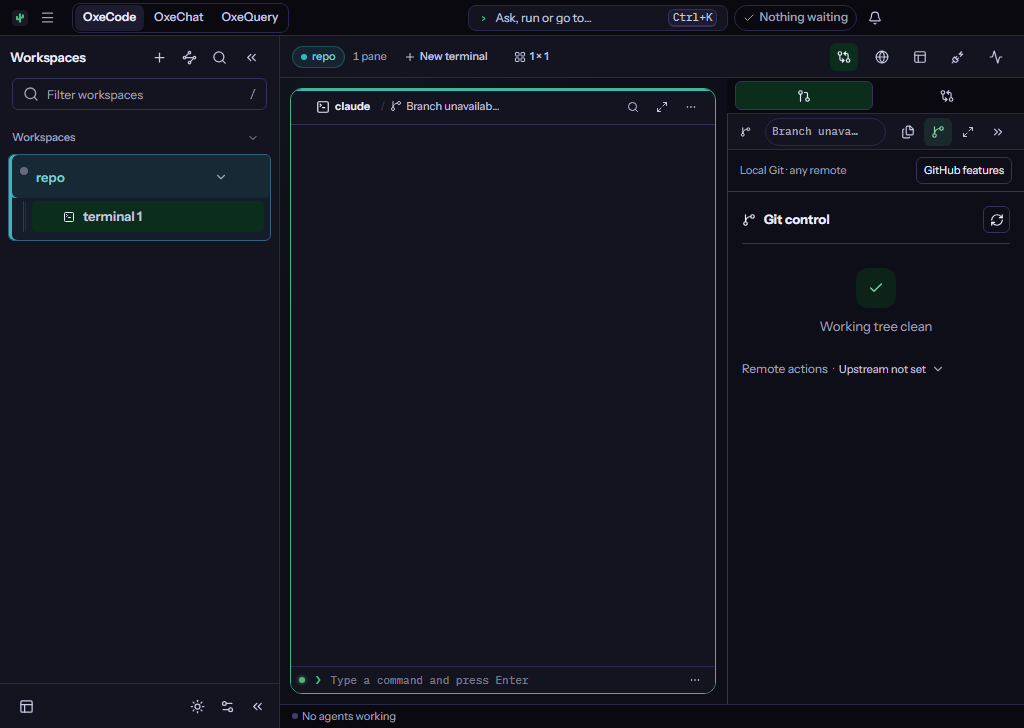 OxeCode OxeChat OxeQuery
Ask, run or go to... Ctrl+K
Nothing waiting
Workspaces
Filter workspaces /
Workspaces
repo
terminal 1
repo 1 pane New terminal 1×1
claude / Branch unavailab...
Type a command and press Enter
No agents working
Branch unava...
Local Git · any remote GitHub features
Git control
Working tree clean
Remote actions · Upstream not set